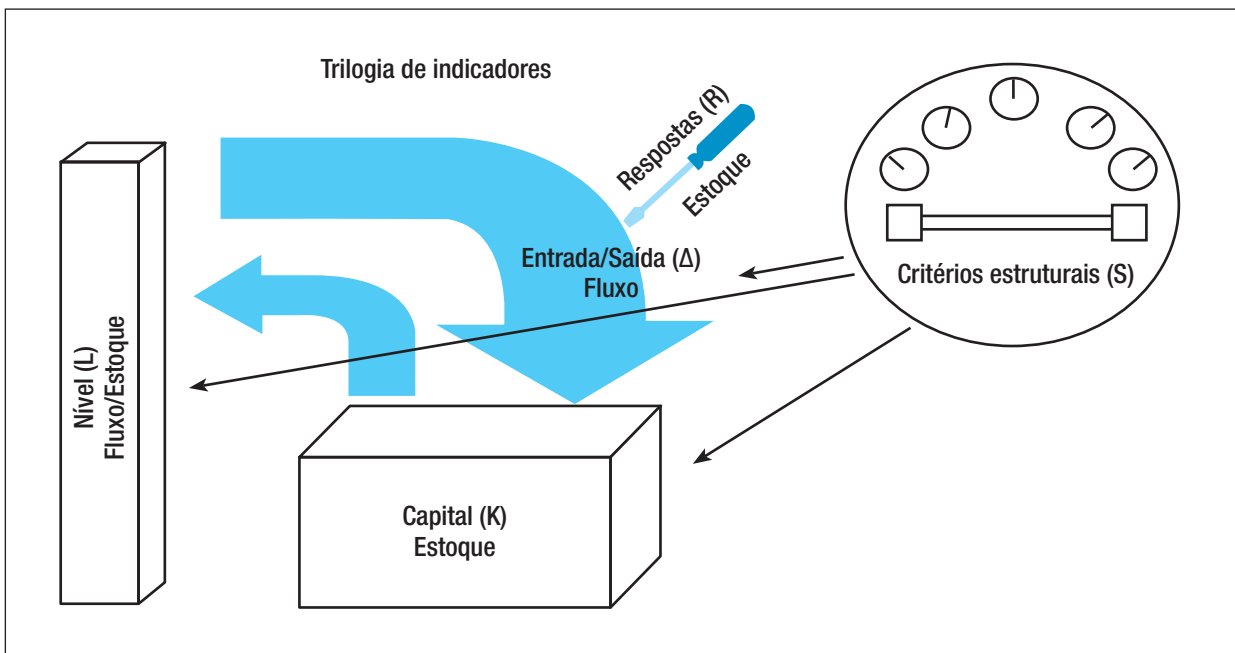 Trilogia de indicadores
Respostas (R)
Estoque
Entrada/Saída (Δ)
Fluxo
Critérios estruturais (S)
Nível (L)
Fluxo/Estoque
Capital (K)
Estoque